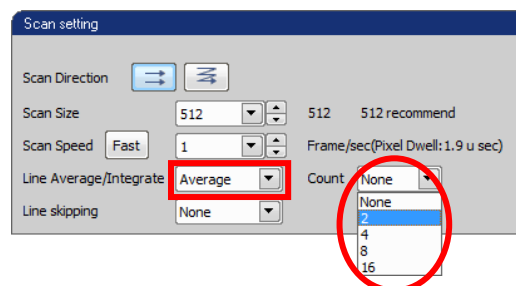 Scan setting
Scan Direction
Scan Size 512 512 512 recommend
Scan Speed Fast 1 Frame/sec(Pixel Dwell: 1.9 u sec)
Line Average/Integrate Average Count None
Line skipping None None
2
4
8
16